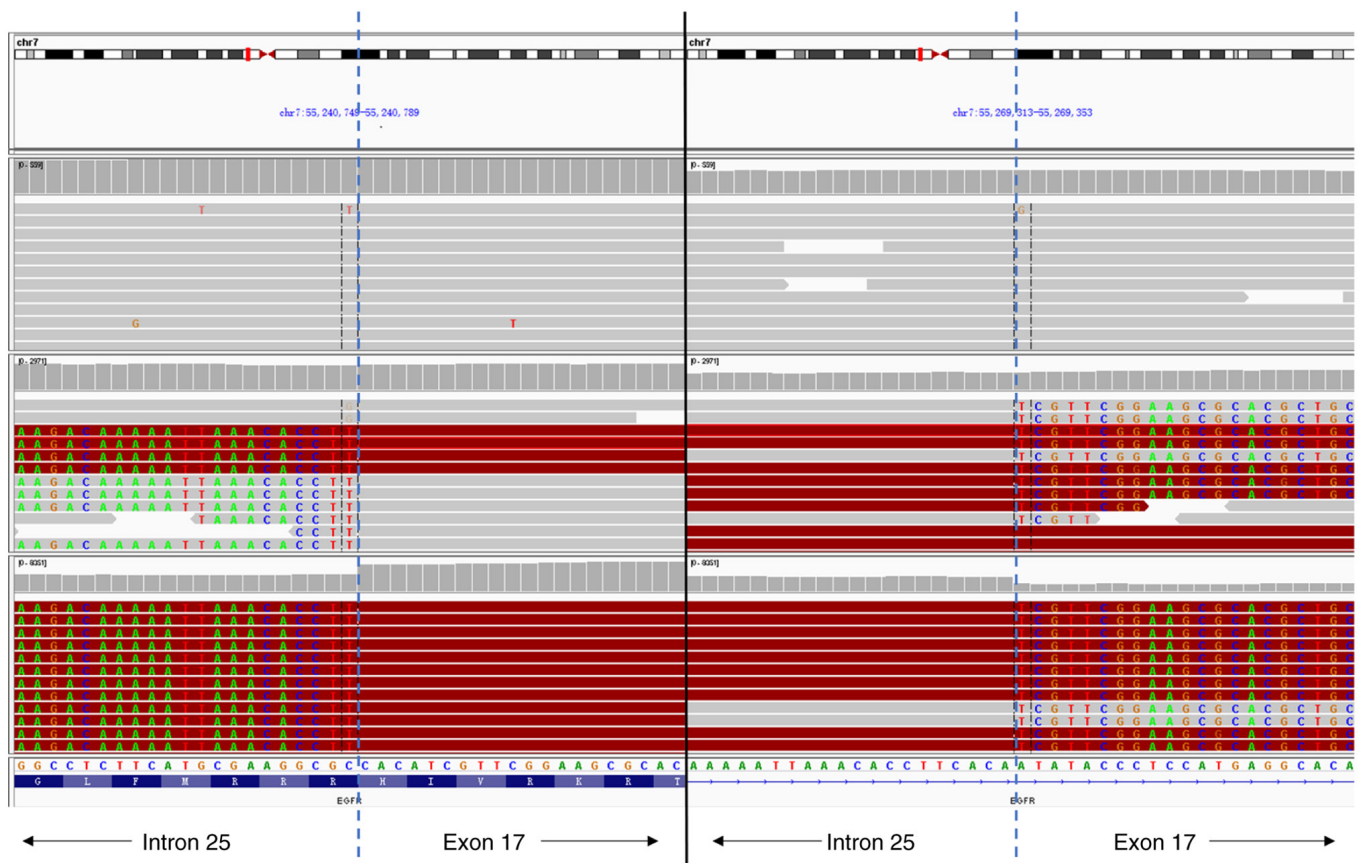 chr7 chr7
chr7:55,240,749-55,240,789 chr7:55,269,313-55,269,353
[0 - 559] [0 - 559]
T T G
G T
[0 - 2971] [0 - 2971]
T C G T T C G G A A G C G C A C G C T G C
T C G T T C G G A A G C G C A C G C T G C
A A G A C A A A A A T T A A A C A C C T T T C G T T C G G A A G C G C A C G C T G C
A A G A C A A A A A T T A A A C A C C T T T C G T T C G G A A G C G C A C G C T G C
A A G A C A A A A A T T A A A C A C C T T T C G T T C G G A A G C G C A C G C T G C
A A G A C A A A A A T T A A A C A C C T T T C G T T C G G A A G C G C A C G C T G C
A A G A C A A A A A T T A A A C A C C T T T C G T T C G G A A G C G C A C G C T G C
A A G A C A A A A A T T A A A C A C C T T T C G T T C G G A A G C G C A C G C T G C
A A G A C A A A A A T T A A A C A C C T T T C G T T C G G
T A A A C A C C T T T C G T T
C C T T
A A G A C A A A A A T T A A A C A C C T T
[0 - 8351] [0 - 8351]
A A G A C A A A A A T T A A A C A C C T T T C G T T C G G A A G C G C A C G C T G C
A A G A C A A A A A T T A A A C A C C T T T C G T T C G G A A G C G C A C G C T G C
A A G A C A A A A A T T A A A C A C C T T T C G T T C G G A A G C G C A C G C T G C
A A G A C A A A A A T T A A A C A C C T T T C G T T C G G A A G C G C A C G C T G C
A A G A C A A A A A T T A A A C A C C T T T C G T T C G G A A G C G C A C G C T G C
A A G A C A A A A A T T A A A C A C C T T T C G T T C G G A A G C G C A C G C T G C
A A G A C A A A A A T T A A A C A C C T T T C G T T C G G A A G C G C A C G C T G C
A A G A C A A A A A T T A A A C A C C T T T C G T T C G G A A G C G C A C G C T G C
A A G A C A A A A A T T A A A C A C C T T T C G T T C G G A A G C G C A C G C T G C
A A G A C A A A A A T T A A A C A C C T T T C G T T C G G A A G C G C A C G C T G C
A A G A C A A A A A T T A A A C A C C T T T C G T T C G G A A G C G C A C G C T G C
A A G A C A A A A A T T A A A C A C C T T T C G T T C G G A A G C G C A C G C T G C
G G C C T C T T C A T G C G A A G G C G C C A C A T C G T T C G G A A G C G C A C A A A A A T T A A A C A C C T T C A C A A T A T A C C C T C C A T G A G G C A C A
G L F M R R R H I V R K R T
EGFR EGFR
Intron 25 Exon 17 Intron 25 Exon 17